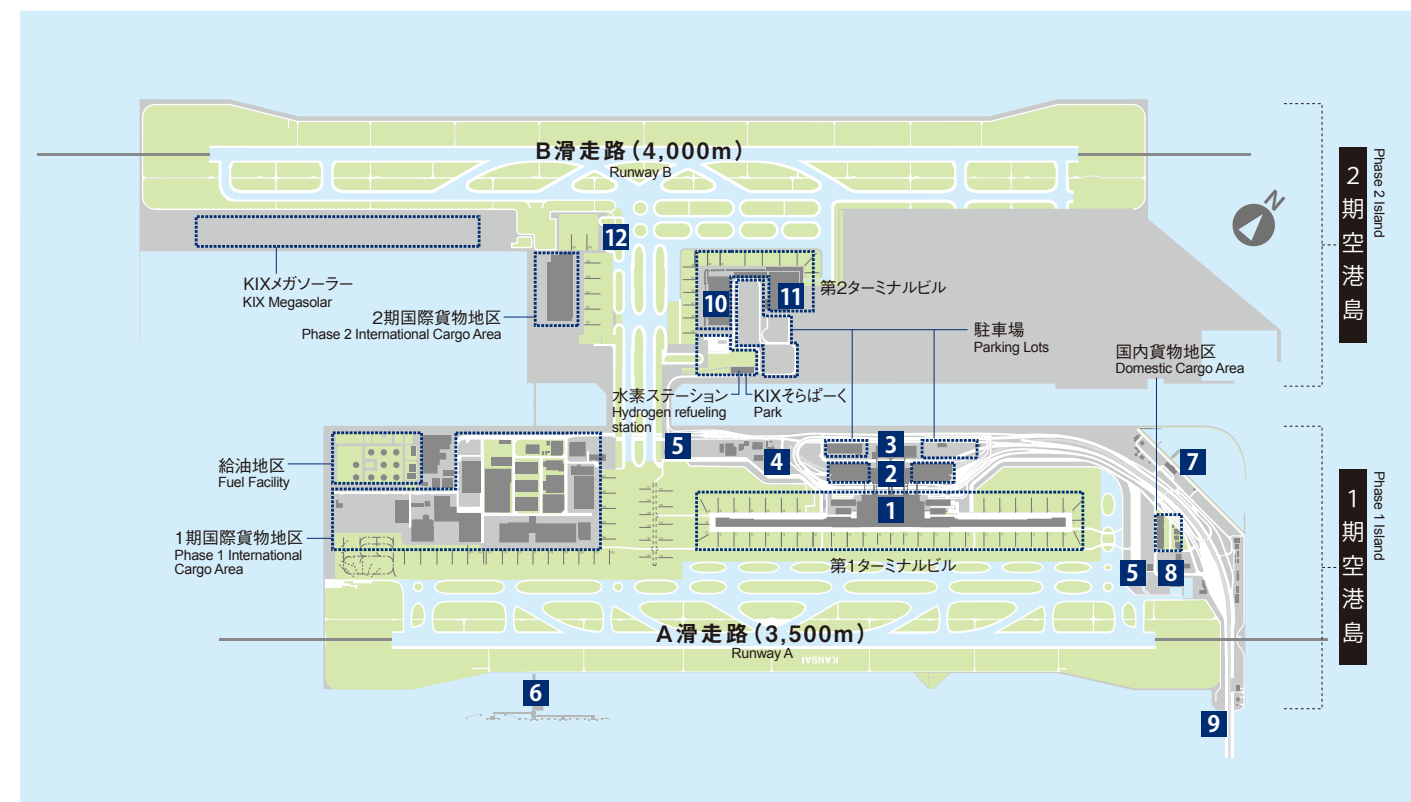 B滑走路（4,000m）
Runway B
N
Phase 2 Island
2期空港島
12
KIXメガソーラー
KIX Megasolar
2期国際貨物地区
Phase 2 International Cargo Area
10
11
第2ターミナルビル
駐車場
Parking Lots
国内貨物地区
Domestic Cargo Area
水素ステーション
Hydrogen refueling
station
KIXそらぱーく
Park
5
4
3
2
1
7
給油地区
Fuel Facility
1期国際貨物地区
Phase 1 International
Cargo Area
第1ターミナルビル
5
8
Phase 1 Island
1期空港島
A滑走路（3,500m）
Runway A
KANSAI
6
9